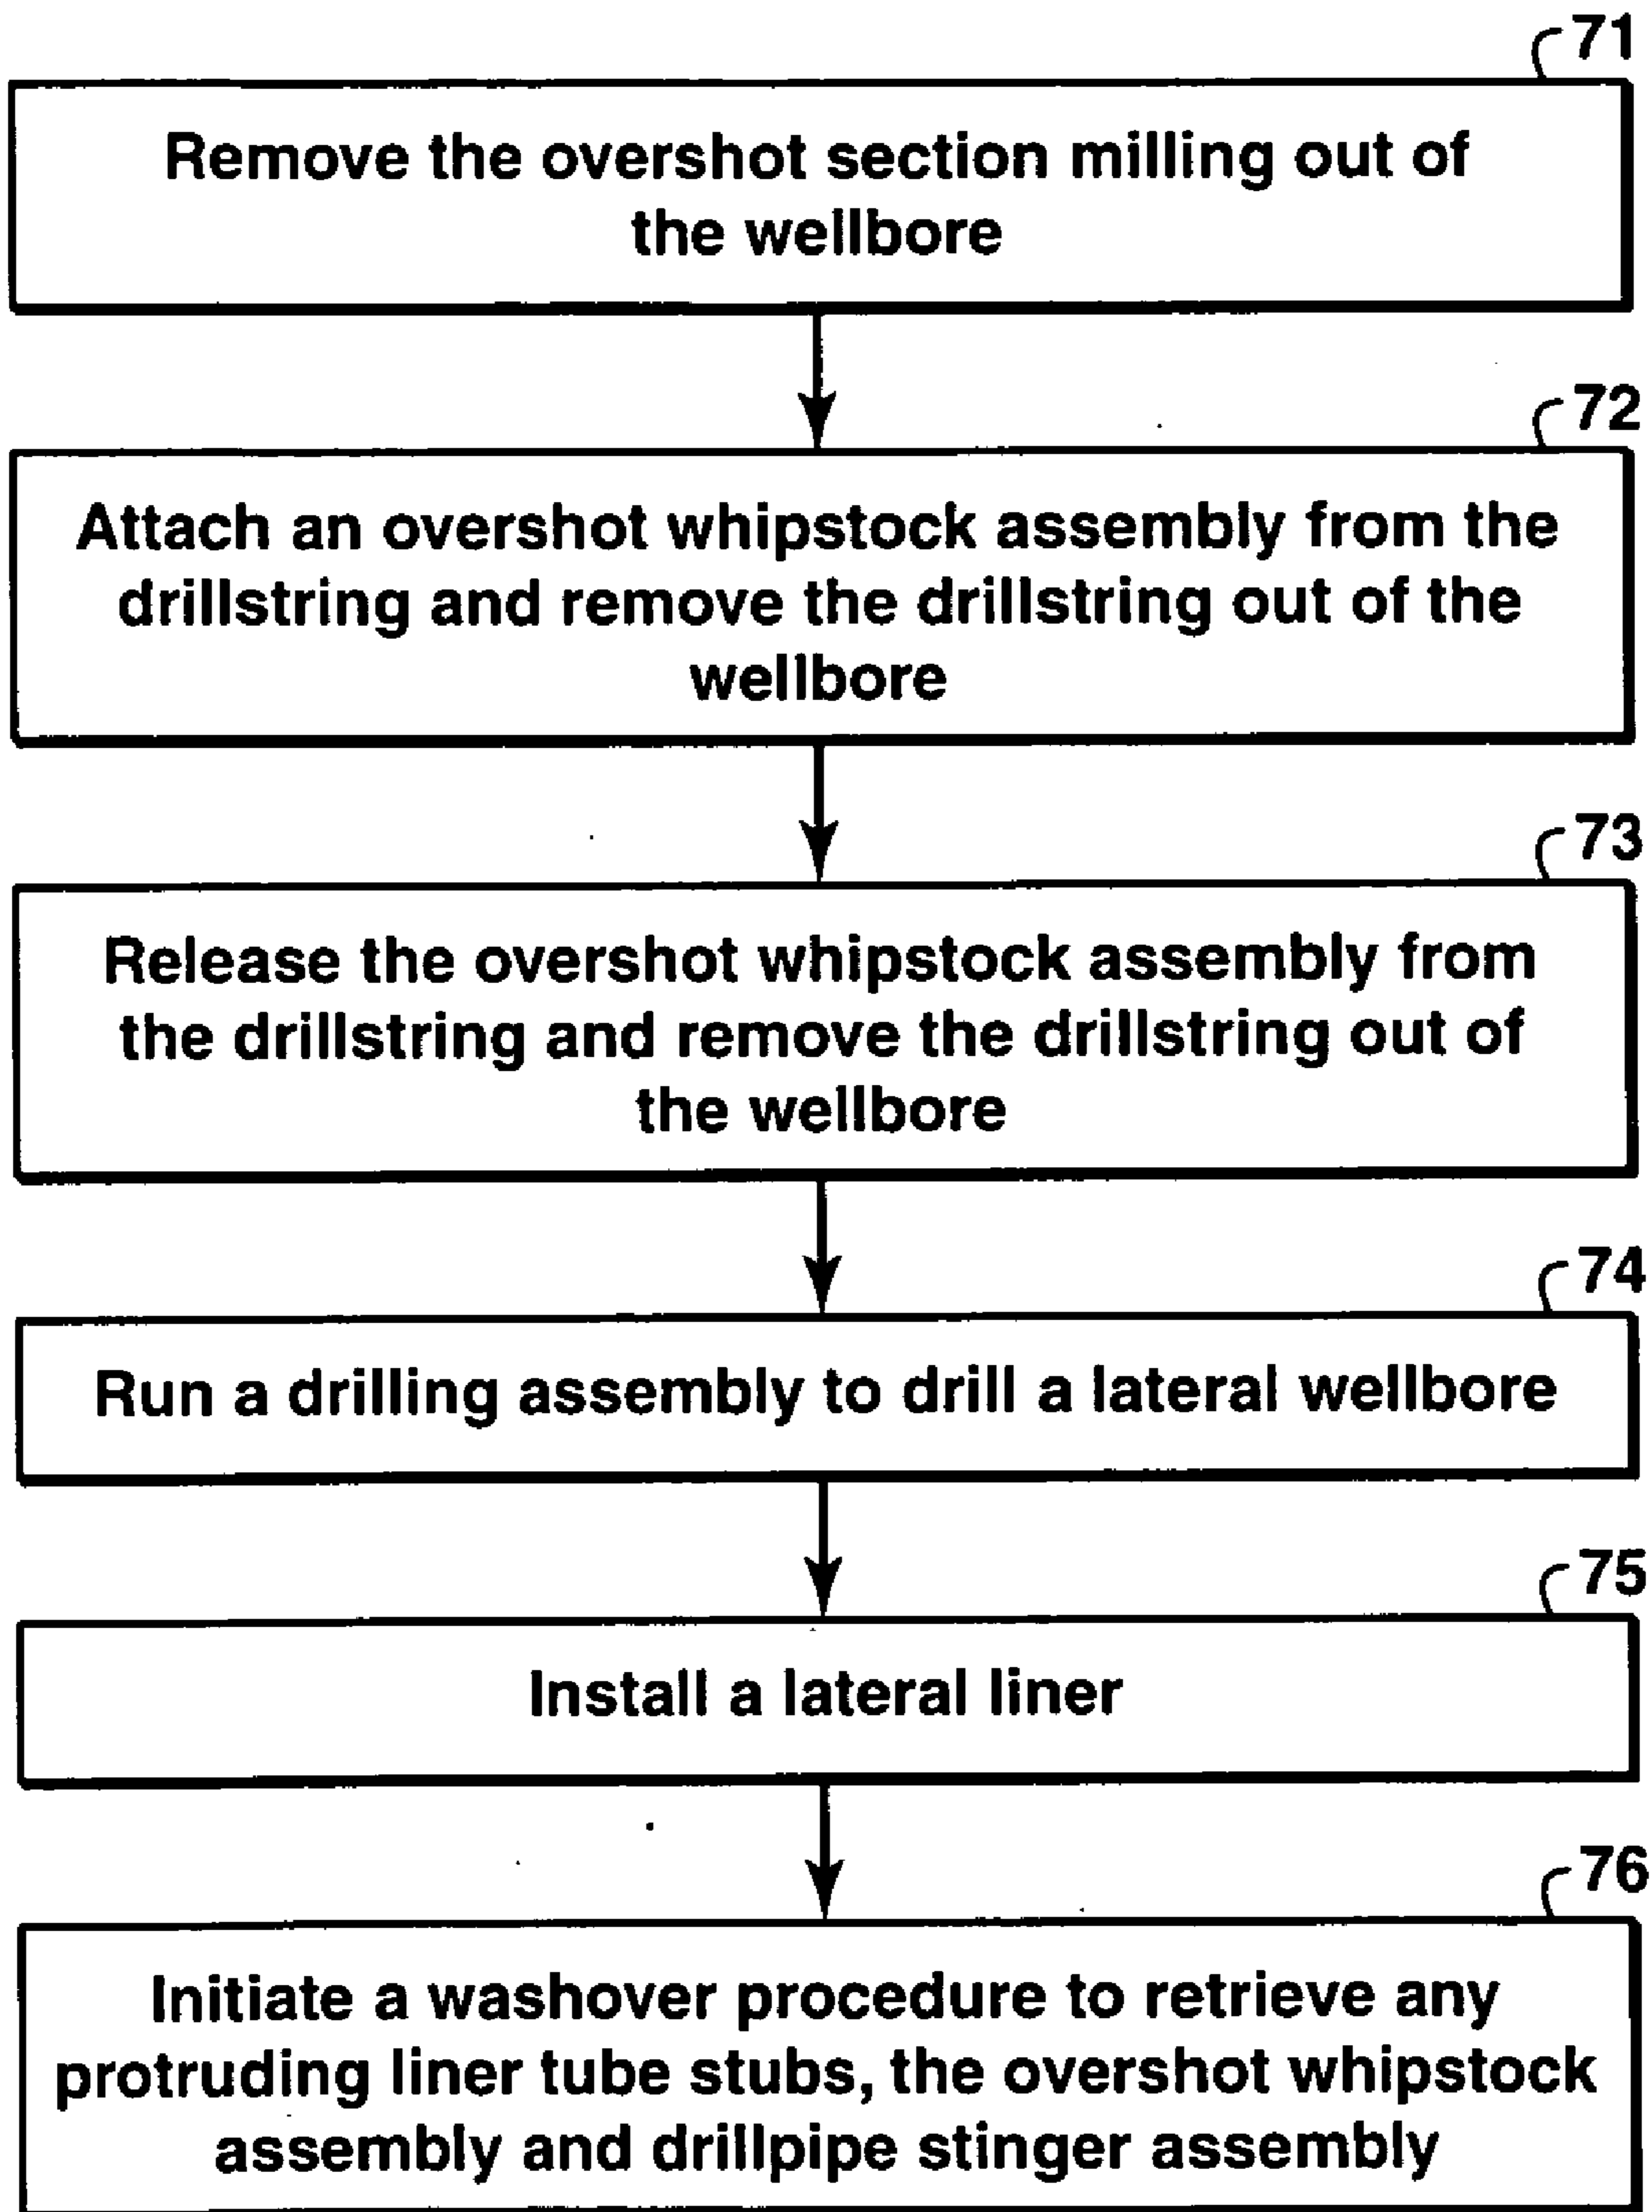 71
Remove the overshot section milling out of
the wellbore
72
Attach an overshot whipstock assembly from the
drillstring and remove the drillstring out of the
wellbore
73
Release the overshot whipstock assembly from
the drillstring and remove the drillstring out of
the wellbore
74
Run a drilling assembly to drill a lateral wellbore
75
Install a lateral liner
76
Initiate a washover procedure to retrieve any
protruding liner tube stubs, the overshot whipstock
assembly and drillpipe stinger assembly